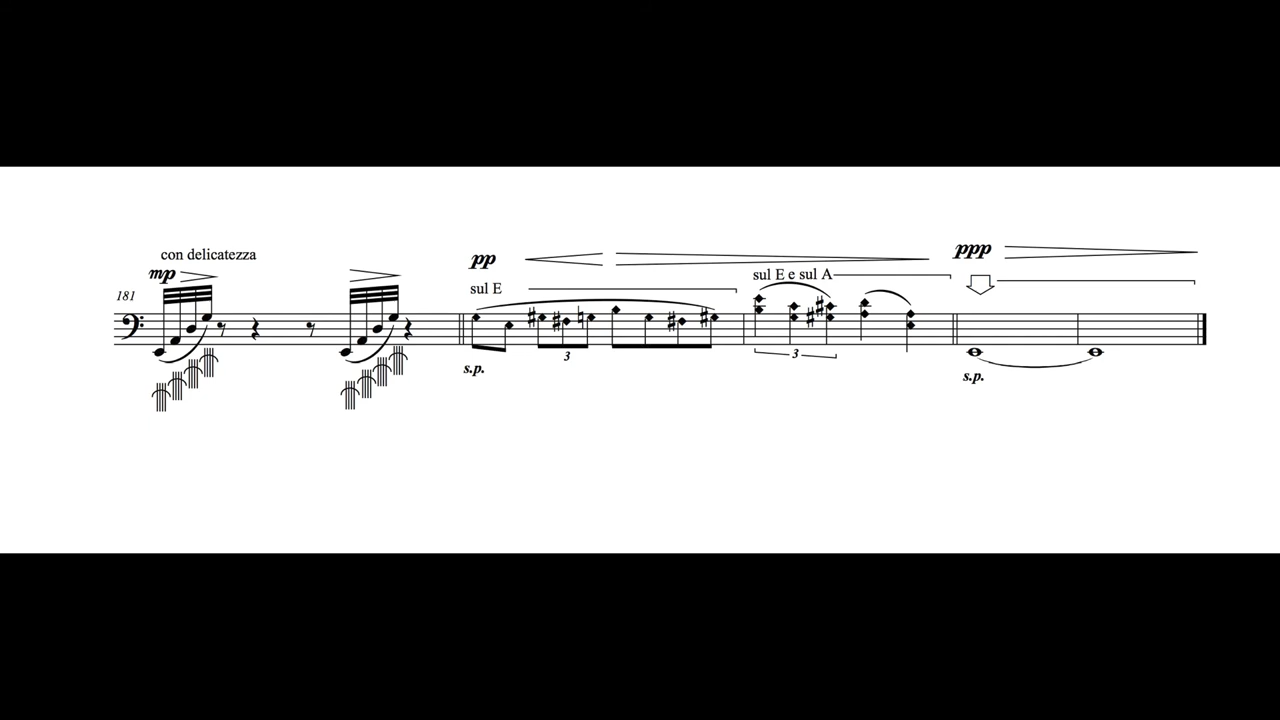 con delicatezza
mp
181
pp
sul E
3
s.p.
sul E e sul A
3
ppp
s.p.